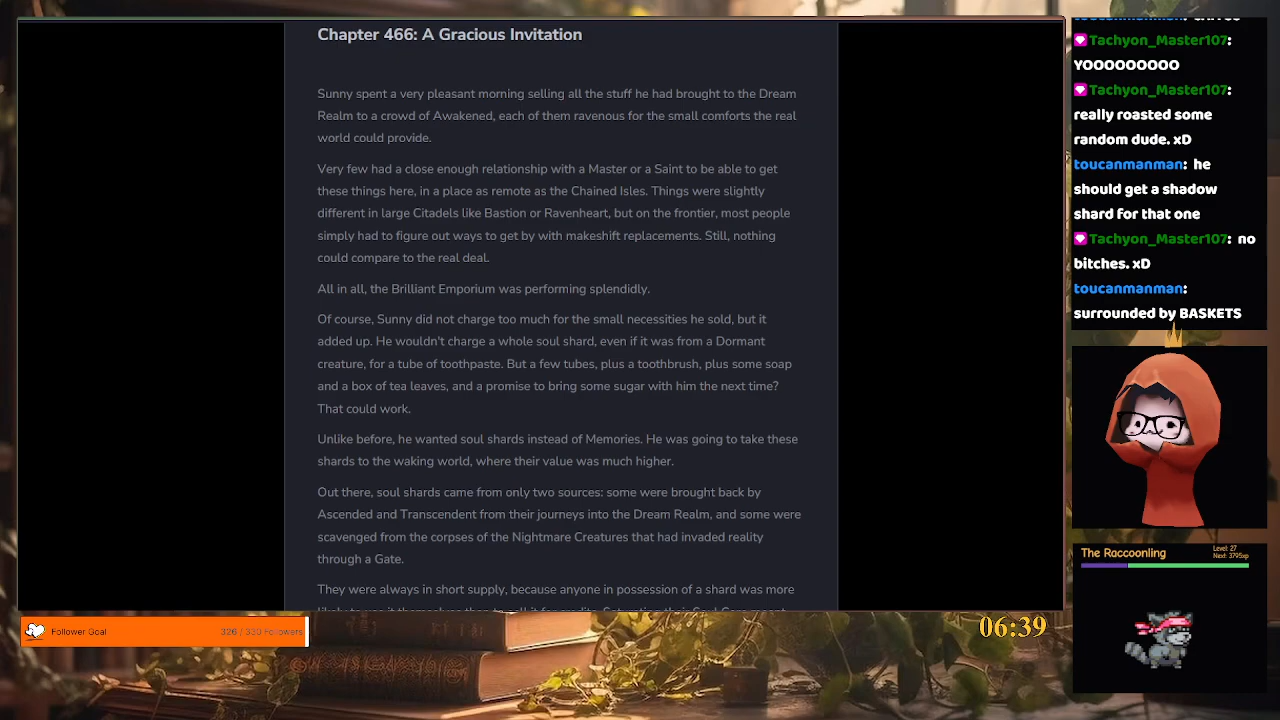 Chapter 466: A Gracious Invitation
Sunny spent a very pleasant morning selling all the stuff he had brought to the Dream
Realm to a crowd of Awakened, each of them ravenous for the small comforts the real
world could provide.
Very few had a close enough relationship with a Master or a Saint to be able to get
these things here, in a place as remote as the Chained Isles. Things were slightly
different in large Citadels like Bastion or Ravenheart, but on the frontier, most people
simply had to figure out ways to get by with makeshift replacements. Still, nothing
could compare to the real deal.
All in all, the Brilliant Emporium was performing splendidly.
Of course, Sunny did not charge too much for the small necessities he sold, but it
added up. He wouldn't charge a whole soul shard, even if it was from a Dormant
creature, for a tube of toothpaste. But a few tubes, plus a toothbrush, plus some soap
and a box of tea leaves, and a promise to bring some sugar with him the next time?
That could work.
Unlike before, he wanted soul shards instead of Memories. He was going to take these
shards to the waking world, where their value was much higher.
Out there, soul shards came from only two sources: some were brought back by
Ascended and Transcendent from their journeys into the Dream Realm, and some were
scavenged from the corpses of the Nightmare Creatures that had invaded reality
through a Gate.
They were always in short supply, because anyone in possession of a shard was more
Tachyon_Master107:
YOOOOOOOOO
Tachyon_Master107:
really roasted some
random dude. xD
toucanmanman: he
should get a shadow
shard for that one
Tachyon_Master107: no
bitches. xD
toucanmanman:
surrounded by BASKETS
The Raccoonling
Level: 27
Next: 3795xp
Follower Goal
326 / 330 Followers
06:39